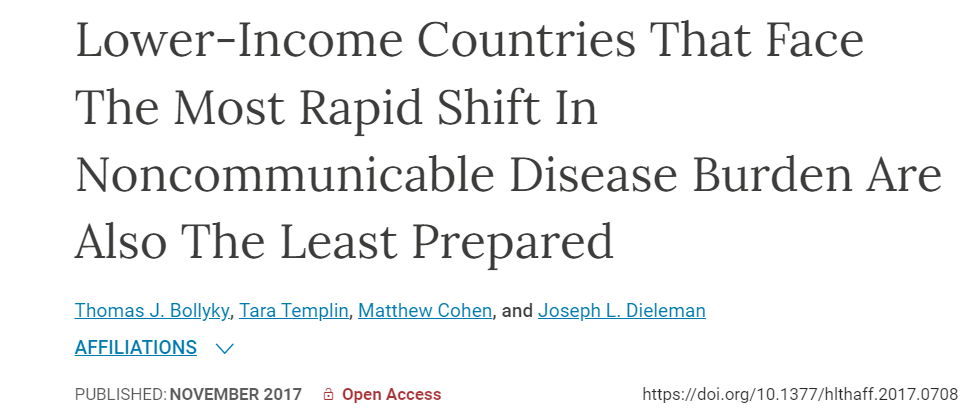 Lower-Income Countries That Face
The Most Rapid Shift In
Noncommunicable Disease Burden Are
Also The Least Prepared
Thomas J. Bollyky, Tara Templin, Matthew Cohen, and Joseph L. Dieleman
AFFILIATIONS
PUBLISHED: NOVEMBER 2017 Open Access https://doi.org/10.1377/hlthaff.2017.0708